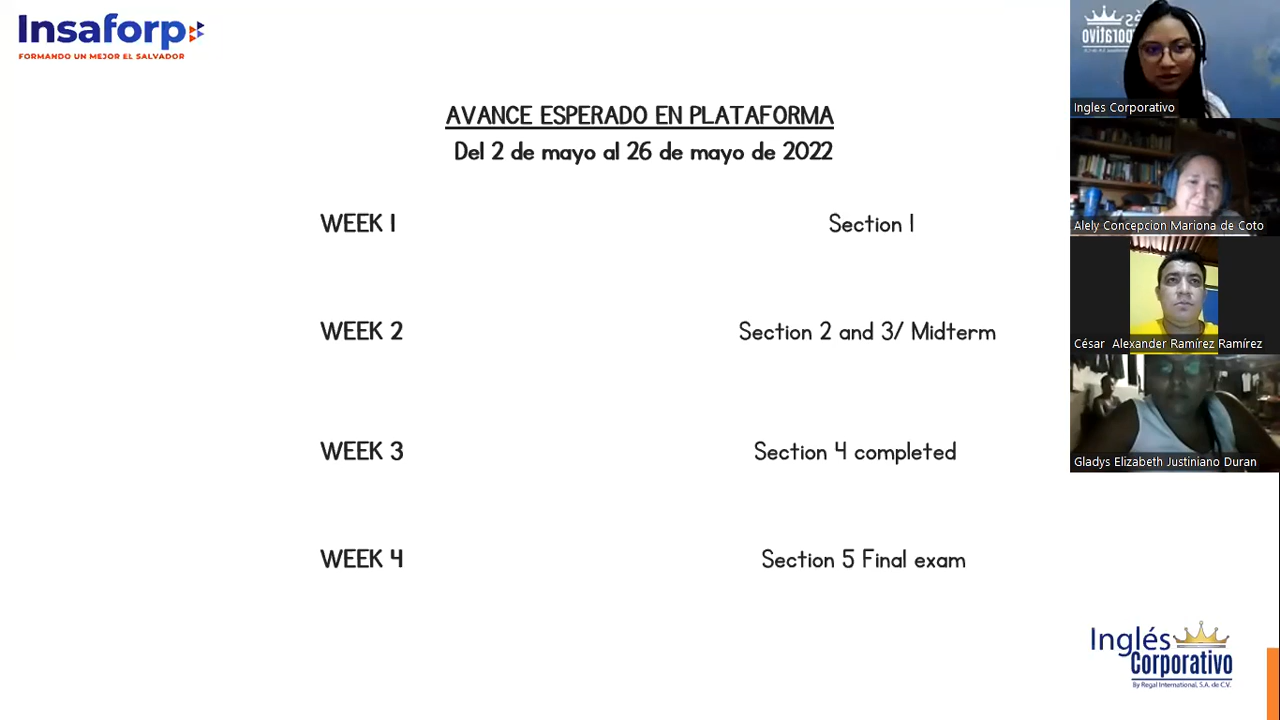 Insaforp
FORMANDO UN MEJOR EL SALVADOR
AVANCE ESPERADO EN PLATAFORMA
Del 2 de mayo al 26 de mayo de 2022
WEEK 1 Section 1
WEEK 2 Section 2 and 3/ Midterm
WEEK 3 Section 4 completed
WEEK 4 Section 5 Final exam
Ingles Corporativo
Alely Concepcion Mariona de Coto
César Alexander Ramírez Ramírez
Gladys Elizabeth Justiniano Duran
Inglés
Corporativo
By Regal International, S.A. de C.V.